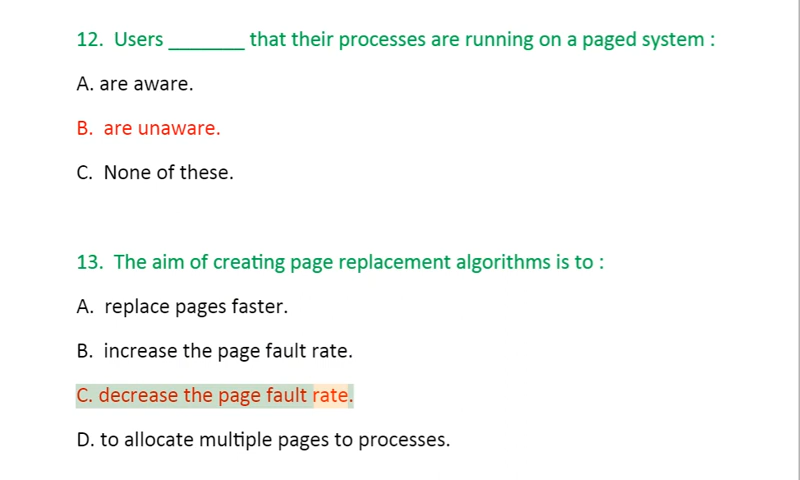 12. Users _______ that their processes are running on a paged system :
A. are aware.
B. are unaware.
C. None of these.
13. The aim of creating page replacement algorithms is to :
A. replace pages faster.
B. increase the page fault rate.
C. decrease the page fault rate.
D. to allocate multiple pages to processes.